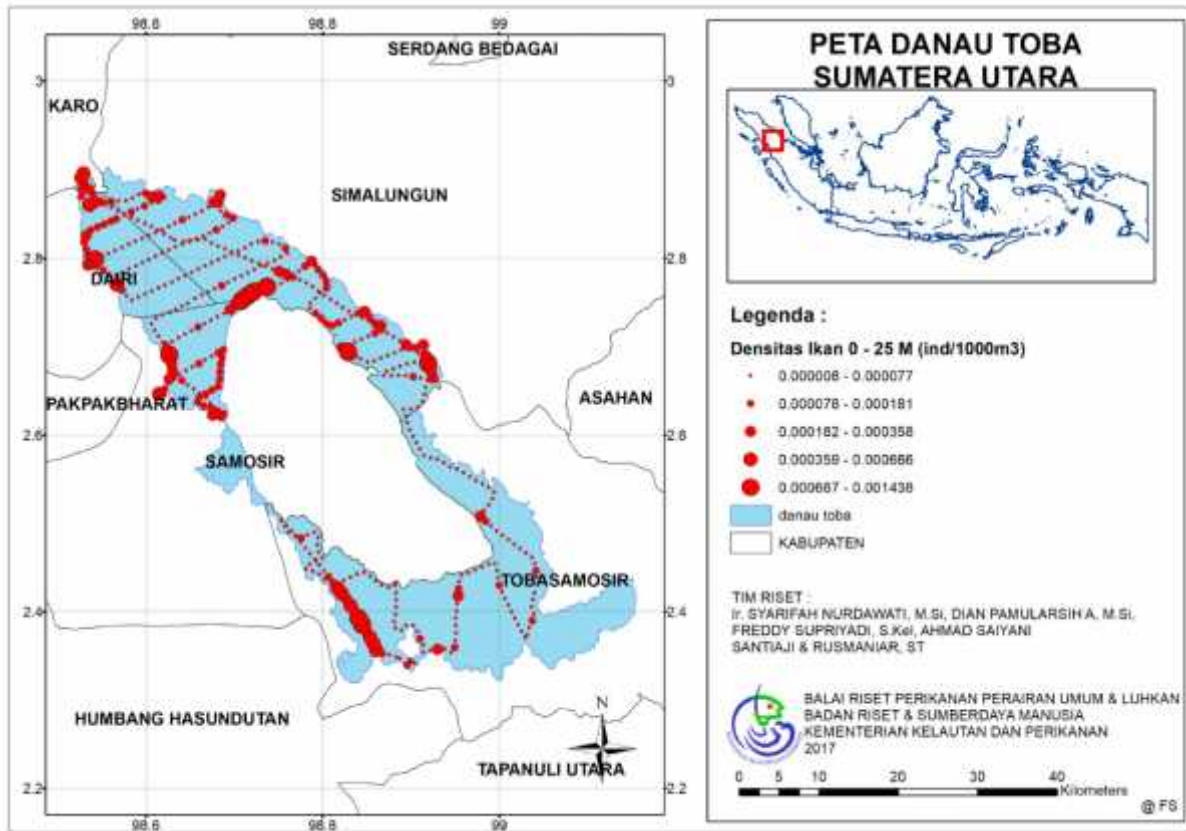 98.6
98.8
99
SERDANG BEDAGAI
3
3
KARO
SIMALUNGUN
2.8
2.8
DAIRI
ASAHAN
PAKPAKBHARAT
2.6
2.6
SAMOSIR
TOBASAMOSIR
2.4
2.4
HUMBANG HASUNDUTAN
N
TAPANULI UTARA
2.2
2.2
98.6
98.8
99
PETA DANAU TOBA
SUMATERA UTARA
Legenda :
Densitas Ikan 0 - 25 M (ind/1000m3)
0.000006 - 0.000077
0.000078 - 0.000181
0.000182 - 0.000358
0.000359 - 0.000666
0.000667 - 0.001438
danau toba
KABUPATEN
TIM RISET :
Ir. SYARIFAH NURDAWATI, M.Si, DIAN PAMULARSIH A, M.Si,
FREDDY SUPRIYADI, S.Kel, AHMAD SAIYANI
SANTIAJI & RUSMANIAR, ST
BALAI RISET PERIKANAN PERAIRAN UMUM & LUHKAN
BADAN RISET & SUMBERDAYA MANUSIA
KEMENTERIAN KELAUTAN DAN PERIKANAN
2017
0 5 10 20 30 40
Kilometers
@ FS